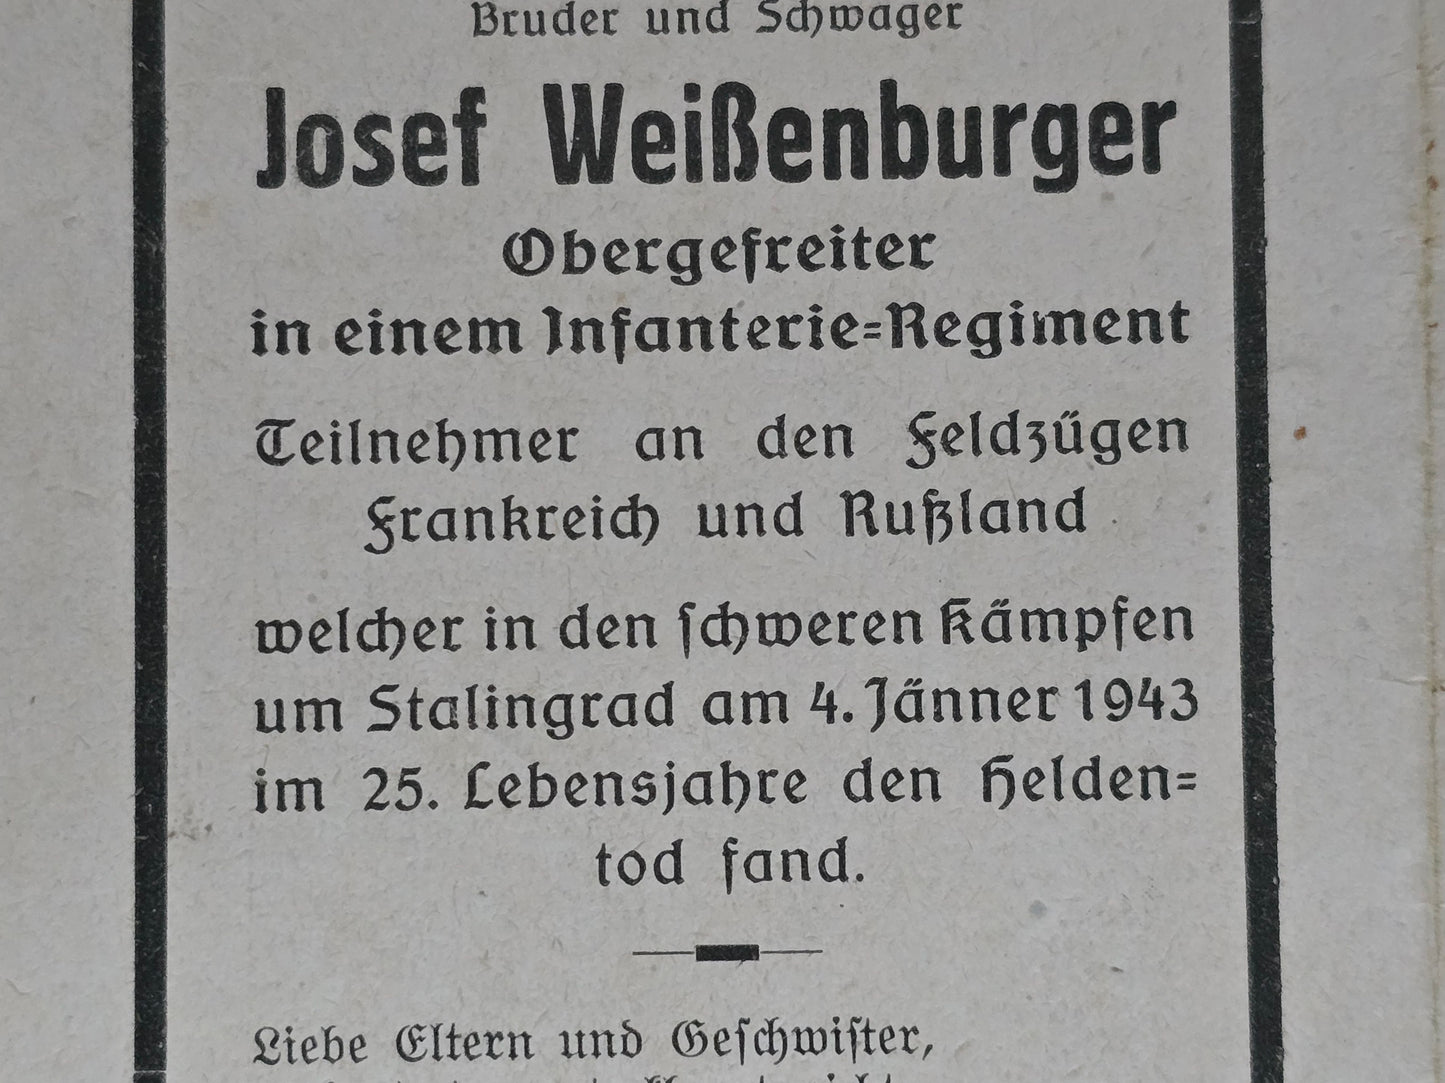 Bruder und Schwager
Josef Weißenburger
Obergefreiter
in einem Infanterie=Regiment
Teilnehmer an den Feldzügen
Frankreich und Rußland
welcher in den schweren Kämpfen
um Stalingrad am 4. Jänner 1943
im 25. Lebensjahre den Helden=
tod fand.
Liebe Eltern und Geschwister,